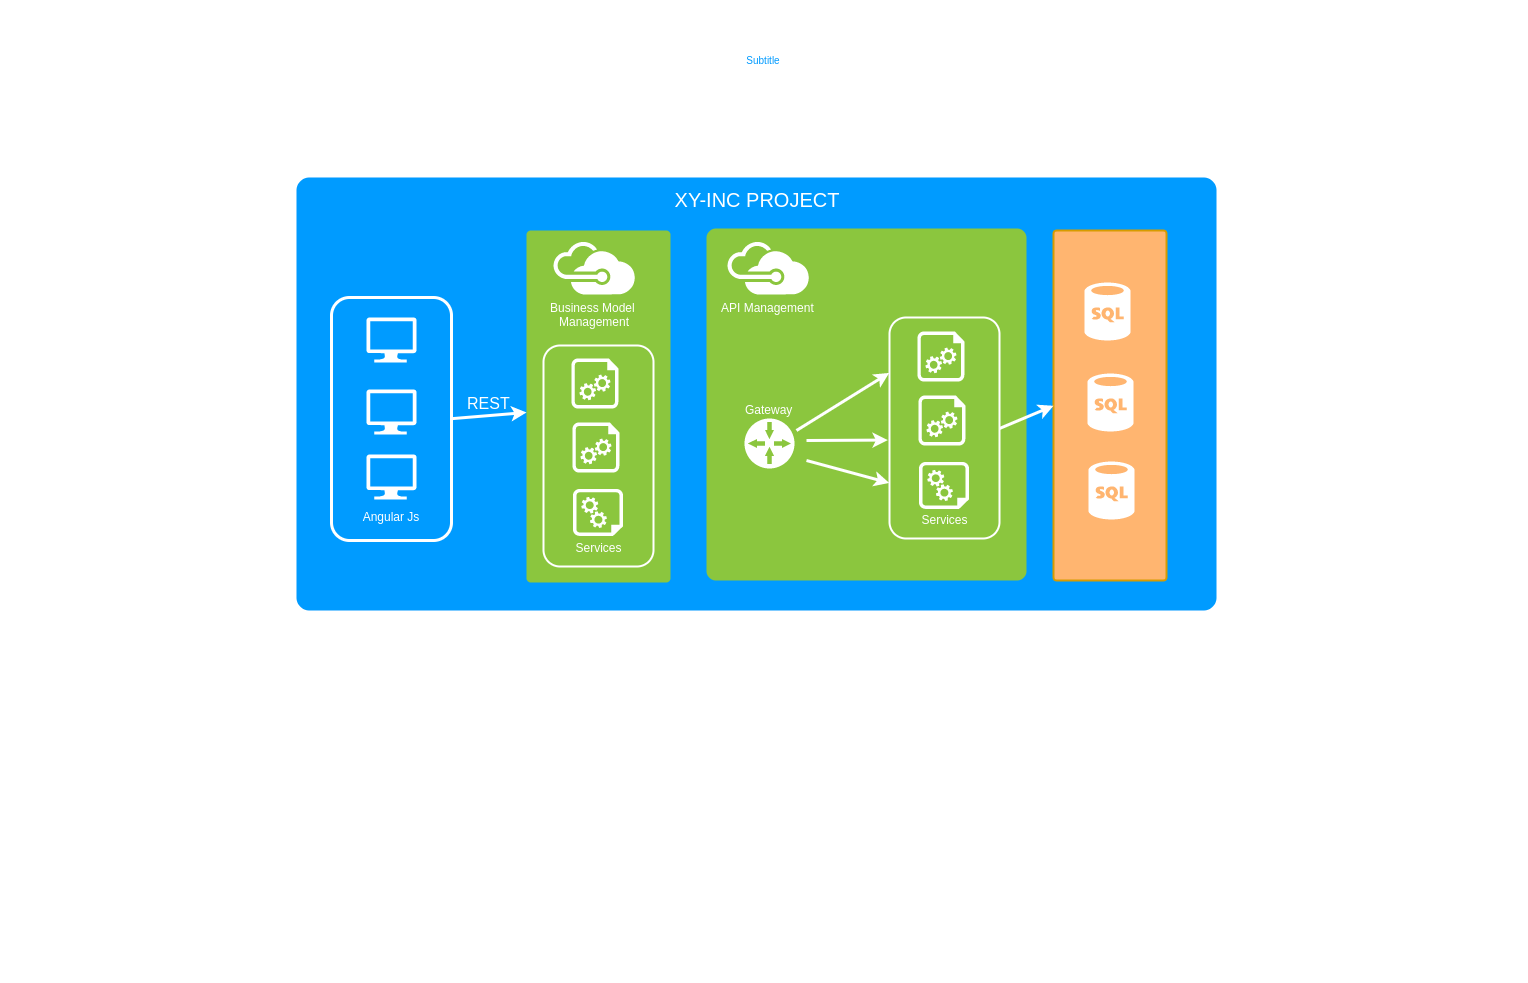 Subtitle
XY-INC PROJECT
Business Model
Management
API Management
REST
Gateway
Angular Js
Services
Services
SQL
SQL
SQL